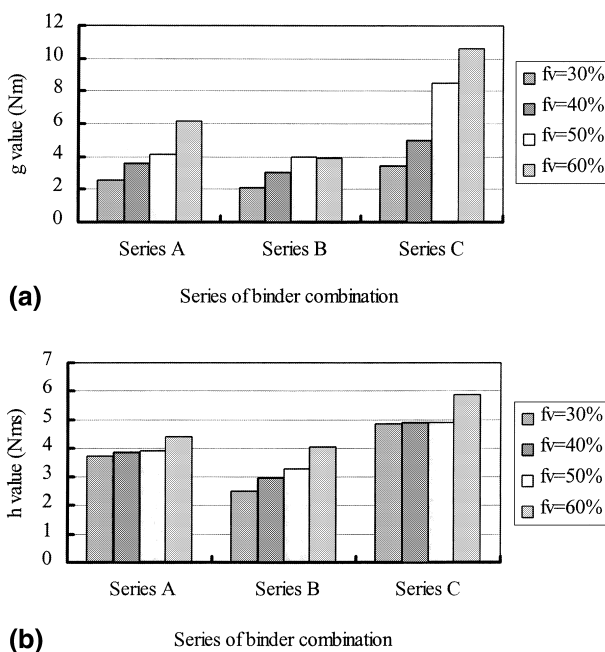 12
10
8
6
4
2
0
g value (Nm)
Series A
Series B
Series C
fv=30%
fv=40%
fv=50%
fv=60%
(a)
Series of binder combination
7
6
5
4
3
2
1
0
h value (Nms)
Series A
Series B
Series C
fv=30%
fv=40%
fv=50%
fv=60%
(b)
Series of binder combination